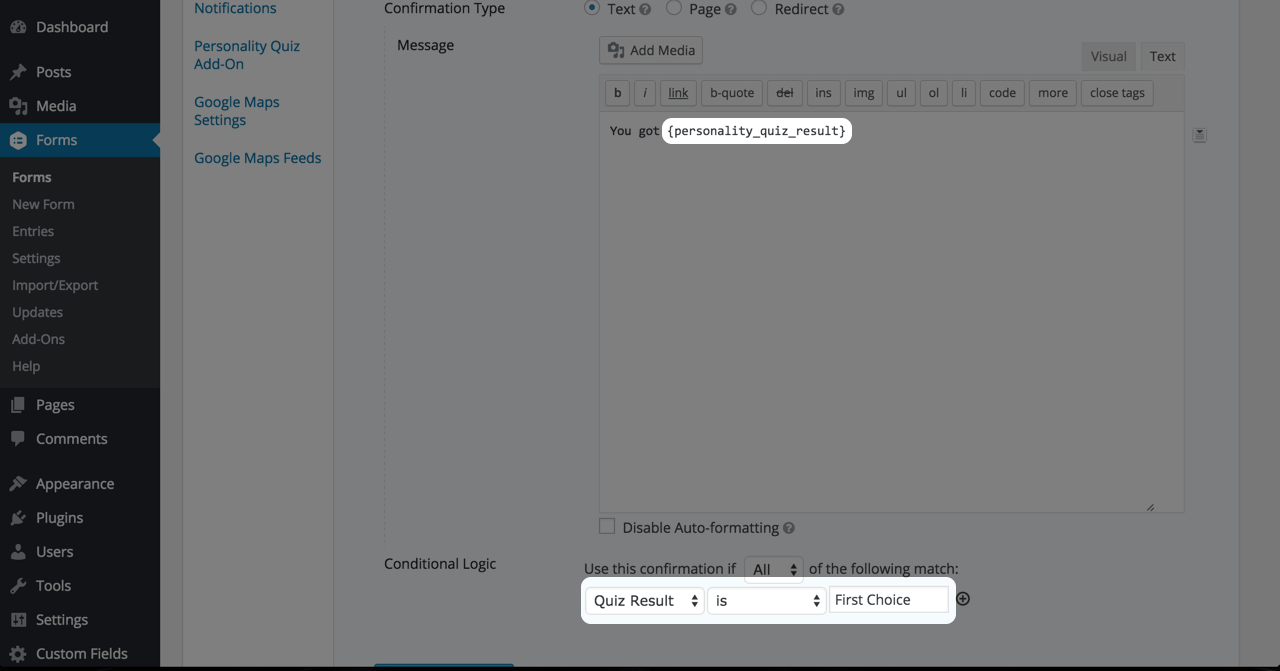 Dashboard
Posts
Media
Forms
Forms
New Form
Entries
Settings
Import/Export
Updates
Add-Ons
Help
Pages
Comments
Appearance
Plugins
Users
Tools
Settings
Custom Fields
Notifications
Personality Quiz
Add-On
Google Maps
Settings
Google Maps Feeds
Confirmation Type
Text ? Page ? Redirect ?
Message
Add Media
Visual Text
b i link b-quote del ins img ul ol li code more close tags
You got {personality_quiz_result}
Disable Auto-formatting ?
Conditional Logic
Use this confirmation if All of the following match:
Quiz Result is First Choice